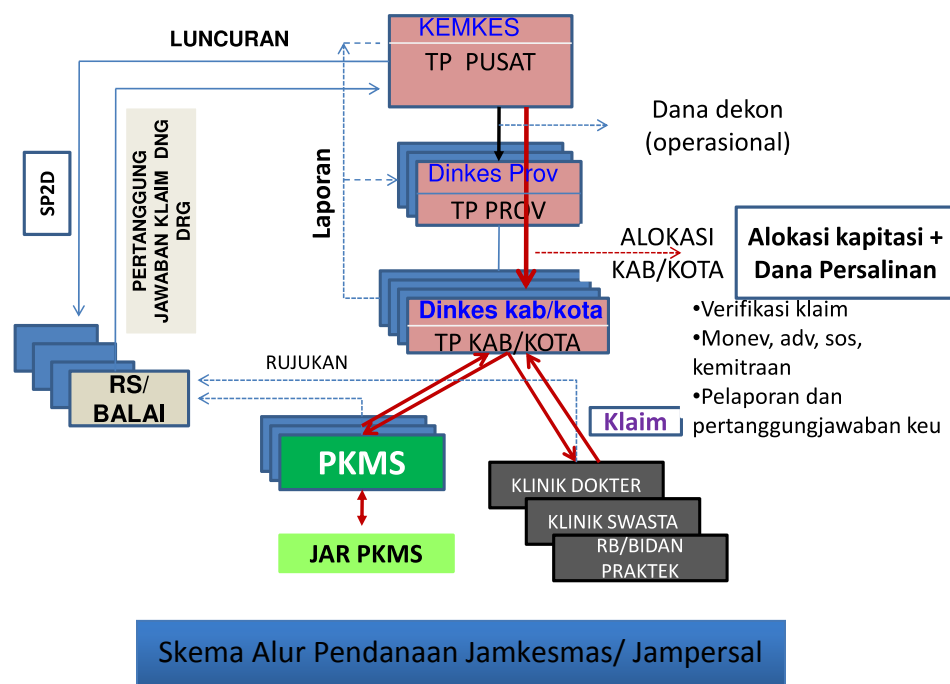 LUNCURAN
KEMKES
TP PUSAT
Dana dekon
(operasional)
SP2D
PERTANGGUNG
JAWABAN KLAIM DNG
DRG
Laporan
Dinkes Prov
TP PROV
ALOKASI
KAB/KOTA
Alokasi kapitasi +
Dana Persalinan
Dinkes kab/kota
TP KAB/KOTA
•Verifikasi klaim
•Monev, adv, sos,
kemitraan
•Pelaporan dan
pertanggungjawaban keu
RUJUKAN
RS/
BALAI
Klaim
PKMS
KLINIK DOKTER
KLINIK SWASTA
RB/BIDAN
PRAKTEK
JAR PKMS
Skema Alur Pendanaan Jamkesmas/ Jampersal